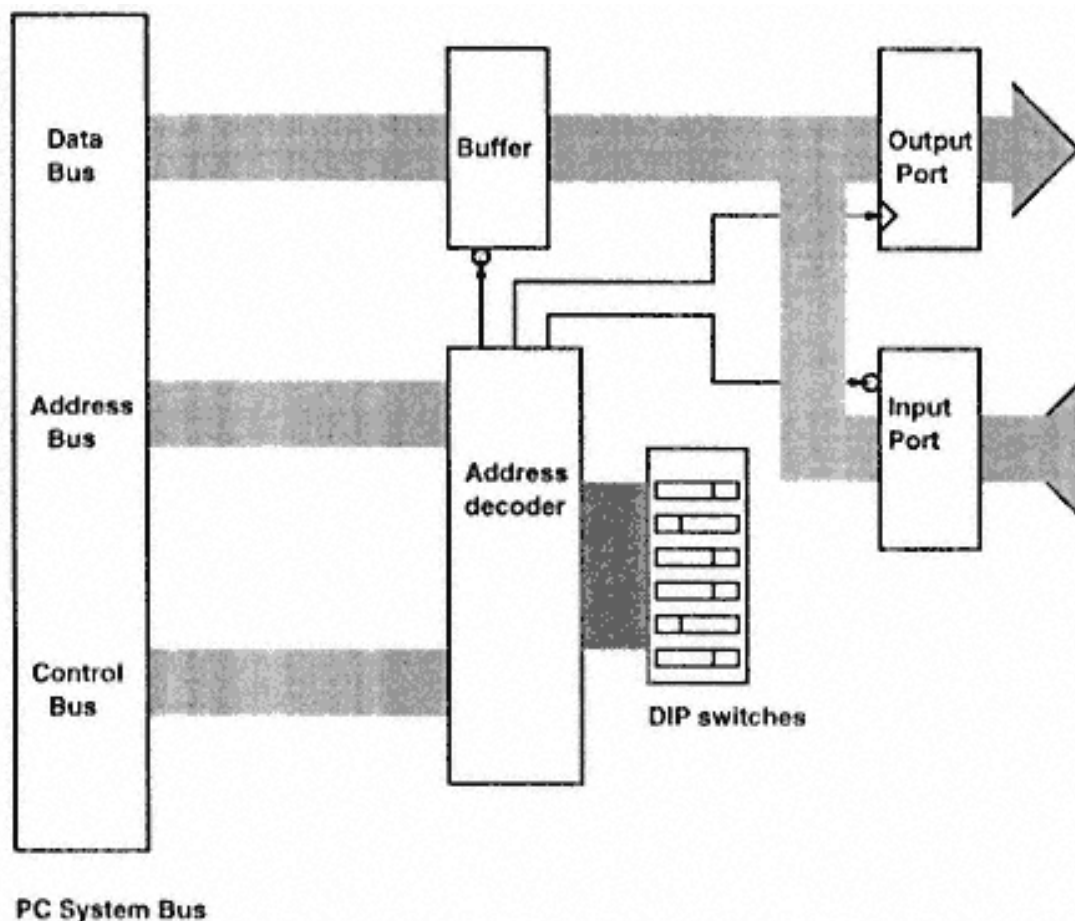 Data
Bus
Buffer
Output
Port
Address
Bus
Input
Port
Address
decoder
Control
Bus
DIP switches
PC System Bus